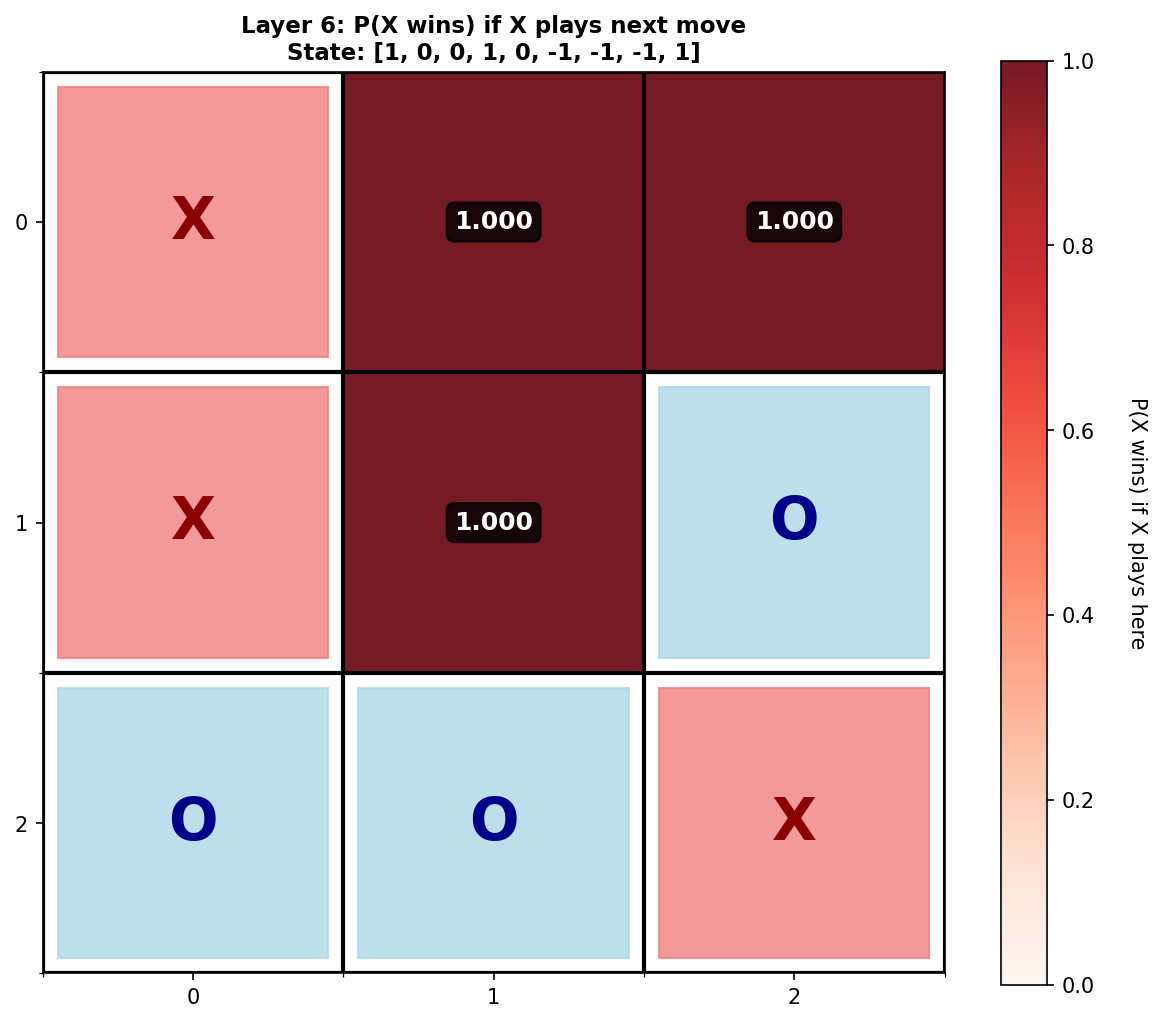 Layer 6: P(X wins) if X plays next move
State: [1, 0, 0, 1, 0, -1, -1, -1, 1]
0
X
1.000
1.000
1
X
1.000
O
2
O
O
X
0
1
2
1.0
0.8
0.6
0.4
0.2
0.0
P(X wins) if X plays here